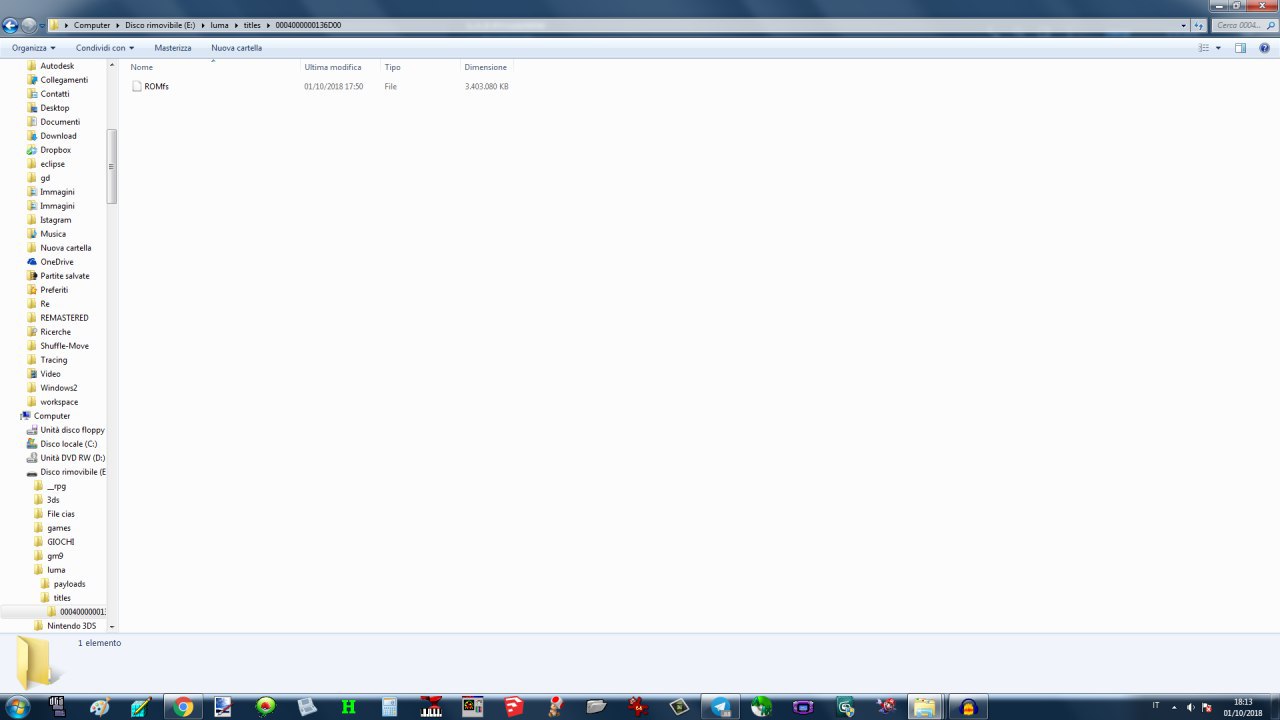 Computer Disco rimovibile (E:) luma titles 0004000000136D00 Cerca 0004...
Organizza Condividi con Masterizza Nuova cartella
Nome Ultima modifica Tipo Dimensione
ROMfs 01/10/2018 17:50 File 3.403.080 KB
Autodesk
Collegamenti
Contatti
Desktop
Documenti
Download
Dropbox
eclipse
gd
Immagini
Immagini
Istagram
Musica
Nuova cartella
OneDrive
Partite salvate
Preferiti
Re
REMASTERED
Ricerche
Shuffle-Move
Tracing
Video
Windows2
workspace
Computer
Unità disco floppy
Disco locale (C:)
Unità DVD RW (D:)
Disco rimovibile (E
__rpg
3ds
File cias
games
GIOCHI
gm9
luma
payloads
titles
00040000001
Nintendo 3DS
1 elemento
IT 18:13
01/10/2018